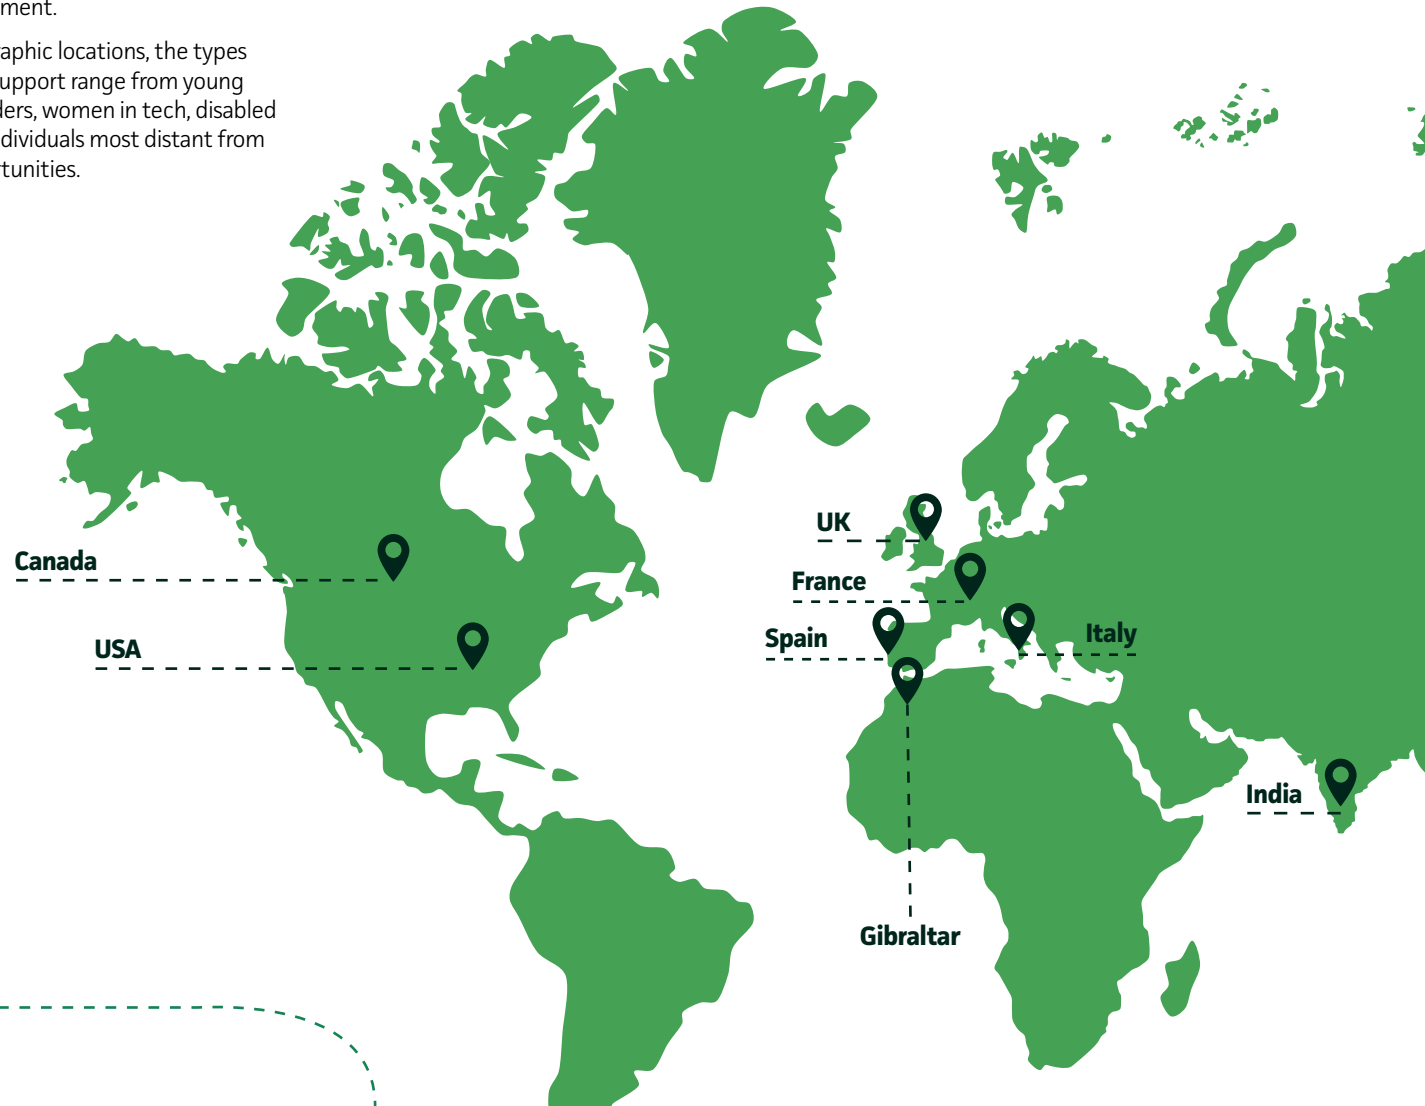 ment.
raphic locations, the types
upport range from young
ders, women in tech, disabled
dividuals most distant from
tunities.
Canada
USA
UK
France
Spain
Italy
India
Gibraltar